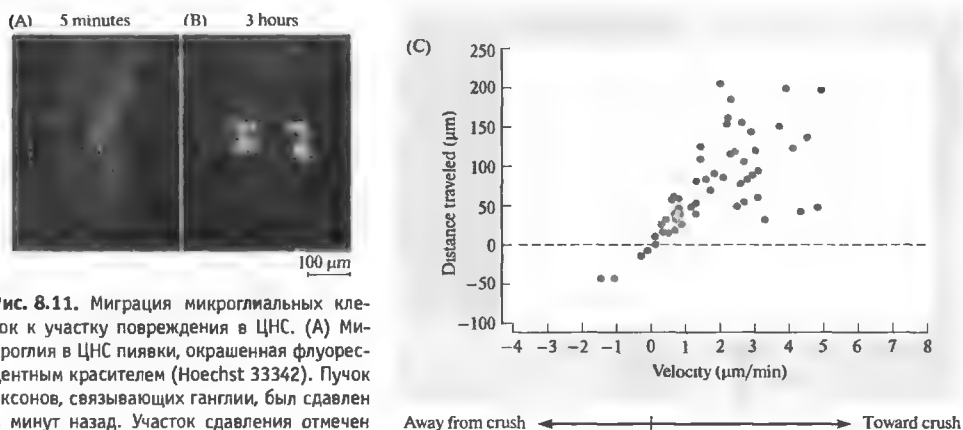 (A) 5 minutes (B) 3 hours
100 µm
ис. 8.11. Миграция микроглиальных кле-
ок к участку повреждения в ЦНС. (А) Ми-
роглия в ЦНС пиявки, окрашенная флуорес-
ентным красителем (Hoechst 33342). Пучок
ксонов, связывающих ганглии, был сдавлен
минут назад. Участок сдавления отмечен
(C)
Distance traveled (µm)
250
200
150
100
50
0
−50
−100
−4 −3 −2 −1 0 1 2 3 4 5 6 7 8
Velocity (µm/min)
Away from crush Toward crush